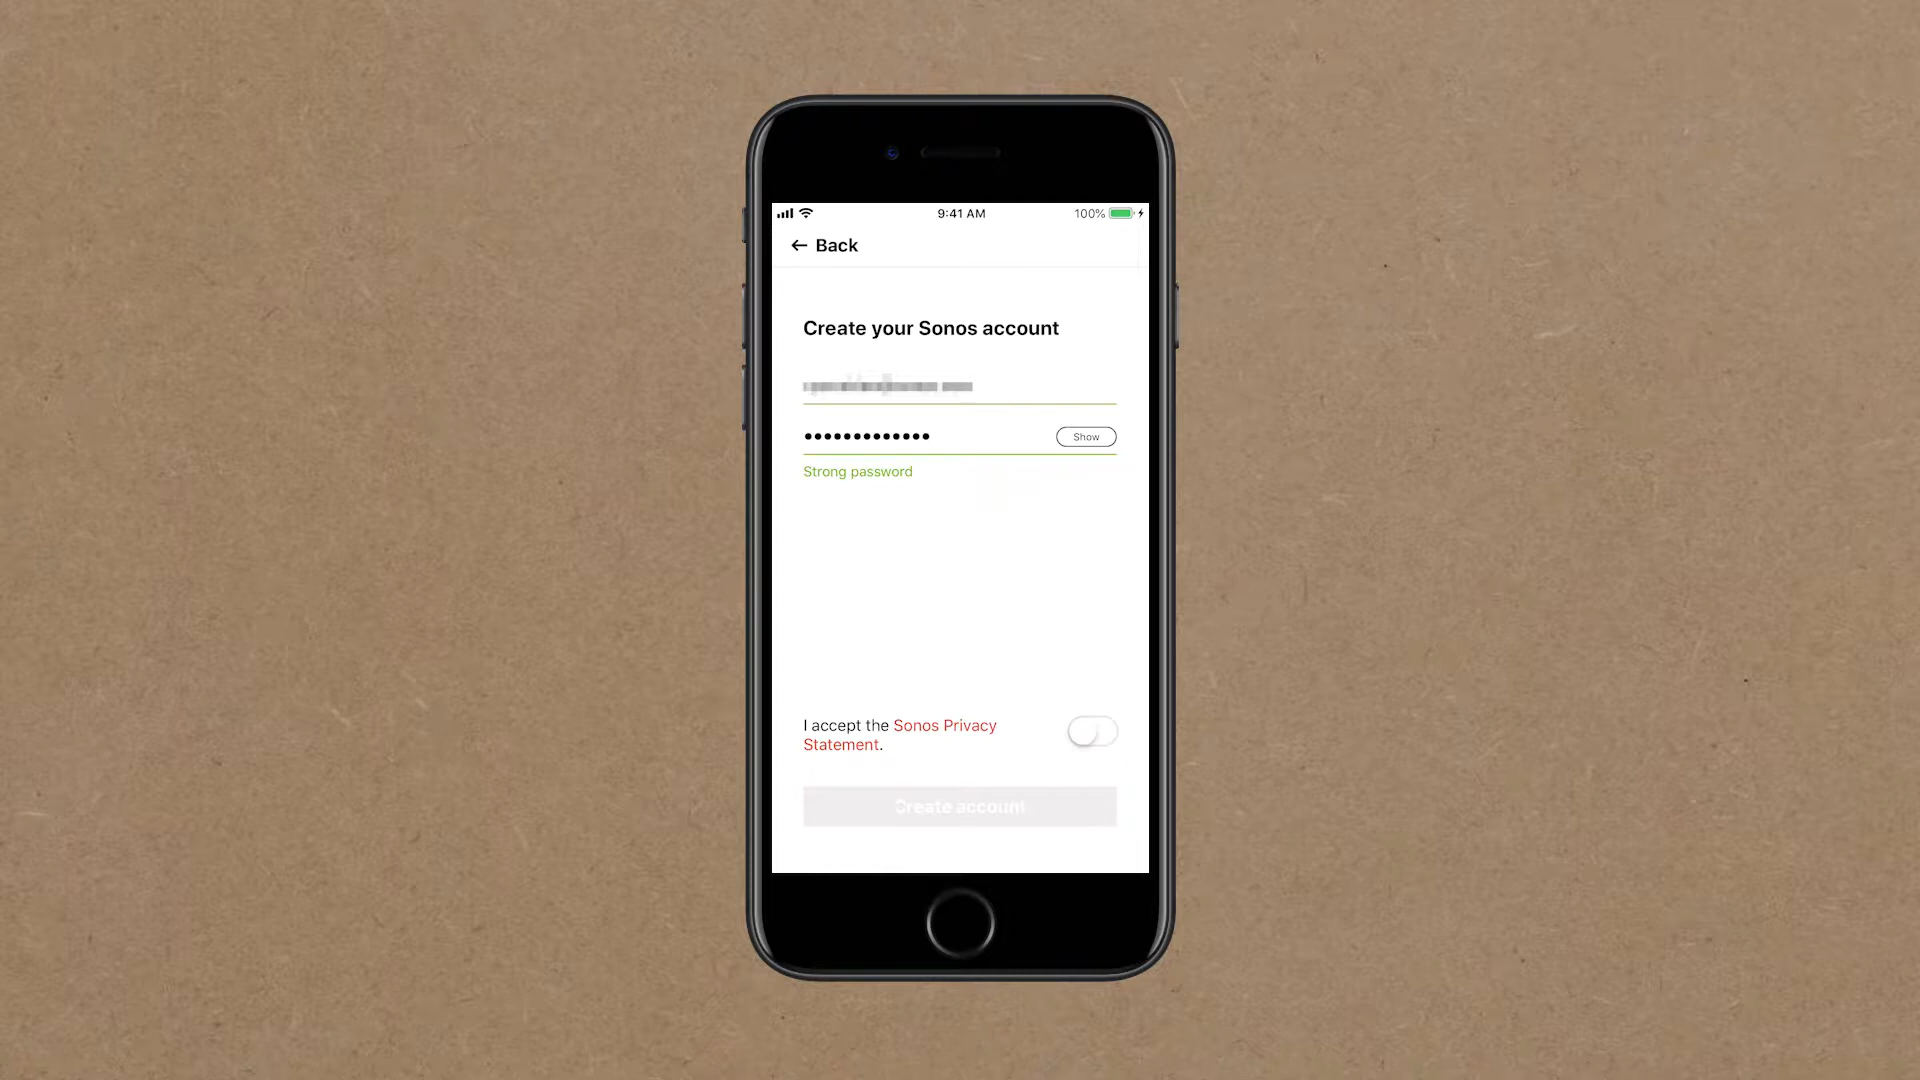 9:41 AM
100%
Back
Create your Sonos account
•••••••••••••
Show
Strong password
I accept the Sonos Privacy
Statement.
Create account